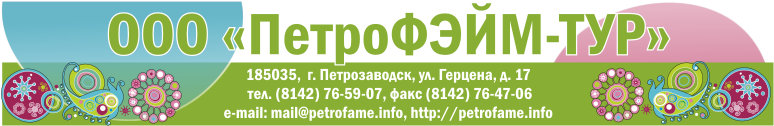 ООО «ПетроФЭЙМ-ТУР»
185035, г. Петрозаводск, ул. Герцена, д. 17
тел. (8142) 76-59-07, факс (8142) 76-47-06
e-mail: mail@petrofame.info, http://petrofame.info